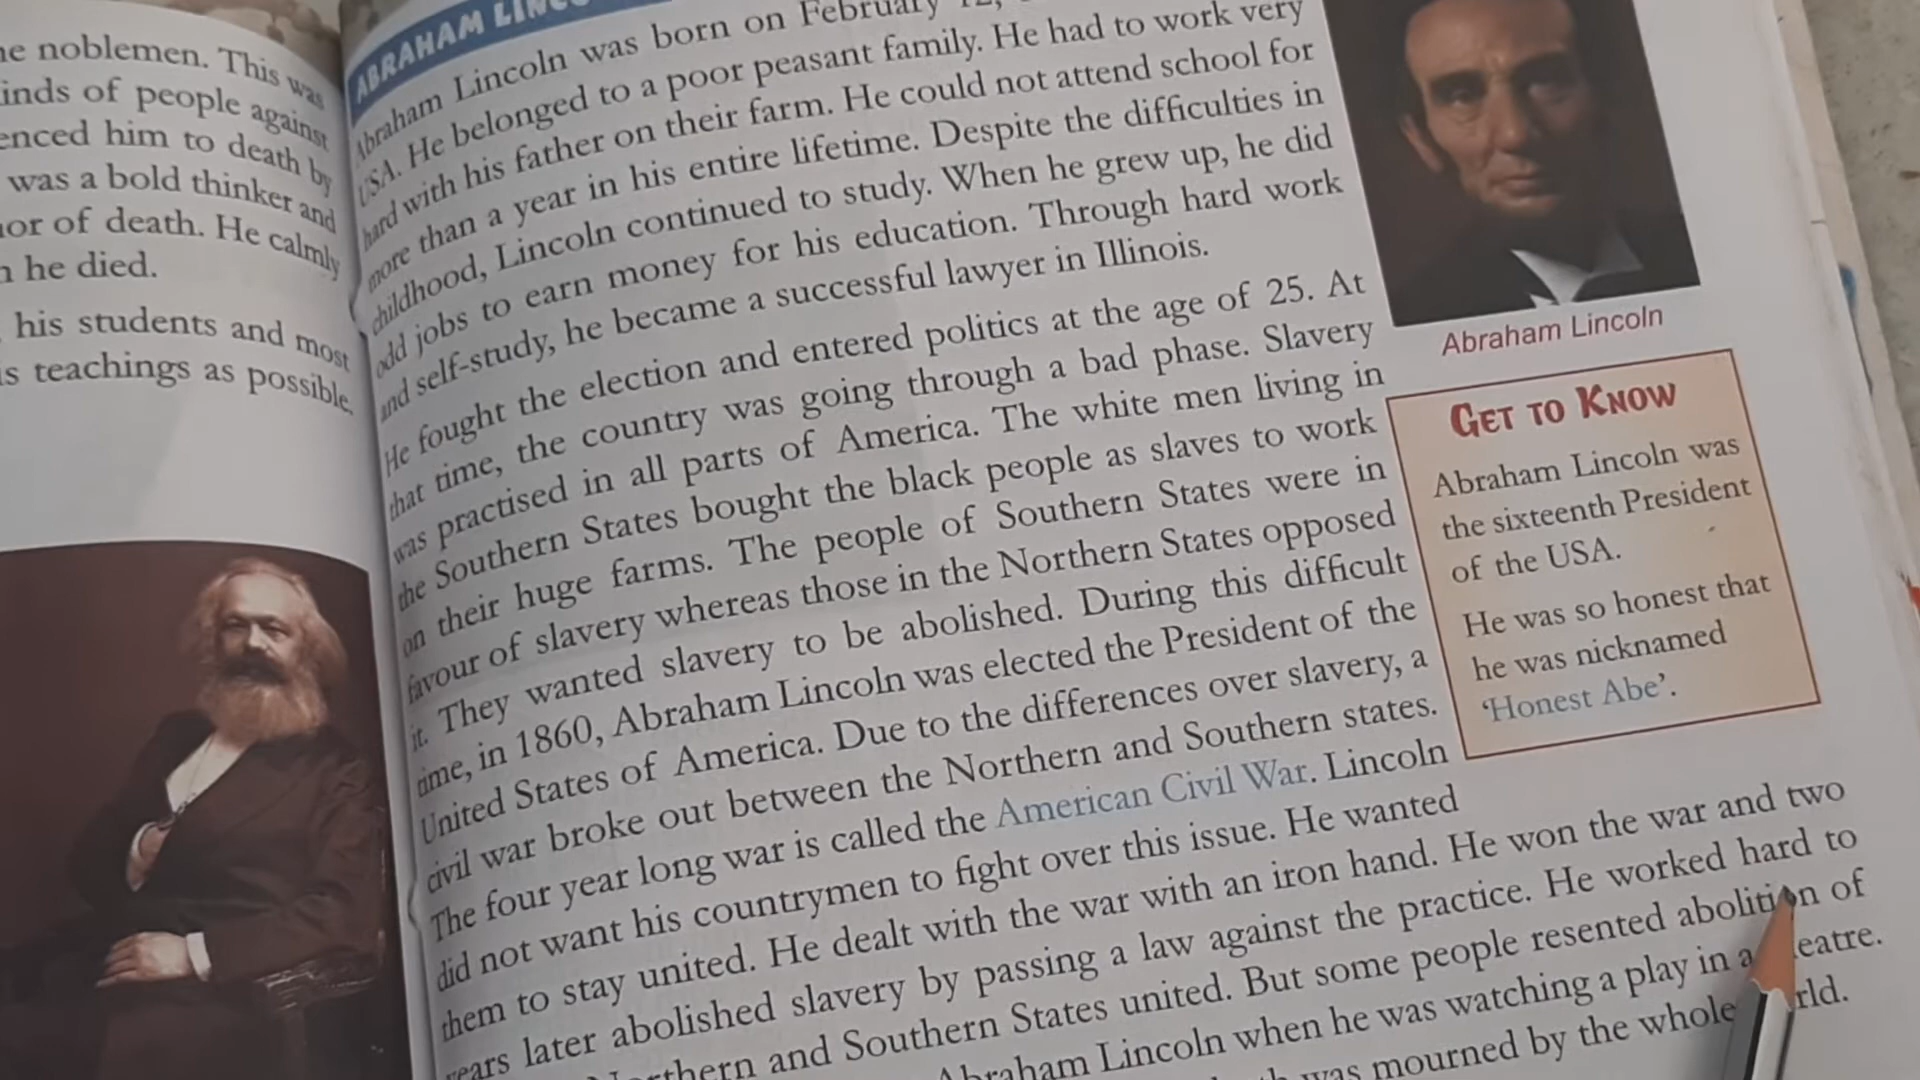 ne noblemen. This was
inds of people against
enced him to death by
was a bold thinker and
or of death. He calmly
he died.
his students and most
s teachings as possible.
ABRAHAM LINC
Abraham Lincoln was born on February 12,
USA. He belonged to a poor peasant family. He had to work very
hard with his father on their farm. He could not attend school for
more than a year in his entire lifetime. Despite the difficulties in
childhood, Lincoln continued to study. When he grew up, he did
odd jobs to earn money for his education. Through hard work
and self-study, he became a successful lawyer in Illinois.
He fought the election and entered politics at the age of 25. At
that time, the country was going through a bad phase. Slavery
was practised in all parts of America. The white men living in
the Southern States bought the black people as slaves to work
on their huge farms. The people of Southern States were in
favour of slavery whereas those in the Northern States opposed
it. They wanted slavery to be abolished. During this difficult
time, in 1860, Abraham Lincoln was elected the President of the
United States of America. Due to the differences over slavery, a
civil war broke out between the Northern and Southern states.
The four year long war is called the American Civil War. Lincoln
did not want his countrymen to fight over this issue. He wanted
them to stay united. He dealt with the war with an iron hand. He won the war and two
years later abolished slavery by passing a law against the practice. He worked hard to
rthern and Southern States united. But some people resented abolition of
Abraham Lincoln when he was watching a play in a eatre.
was mourned by the whole rld.
Abraham Lincoln
GET TO KNOW
Abraham Lincoln was
the sixteenth President
of the USA.
He was so honest that
he was nicknamed
‘Honest Abe’.